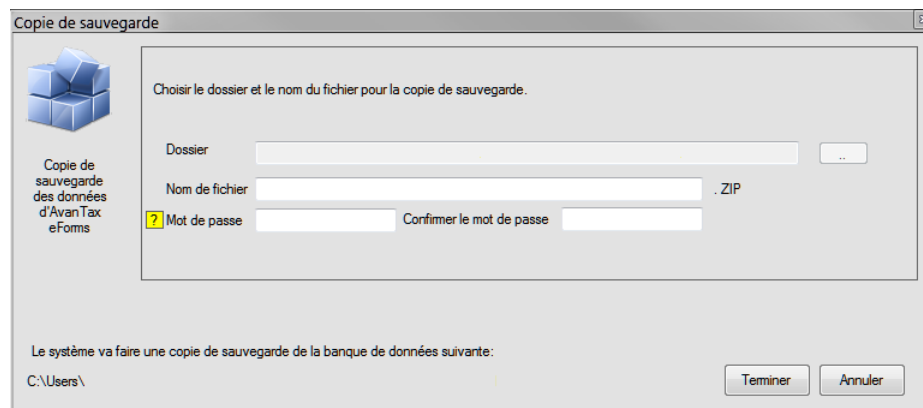 Copie de sauvegarde
Choisir le dossier et le nom du fichier pour la copie de sauvegarde.
Copie de
sauvegarde
des données
d'AvanTax
eForms
Dossier
..
Nom de fichier
. ZIP
? Mot de passe
Confirmer le mot de passe
Le système va faire une copie de sauvegarde de la banque de données suivante:
C:\Users\
Terminer
Annuler